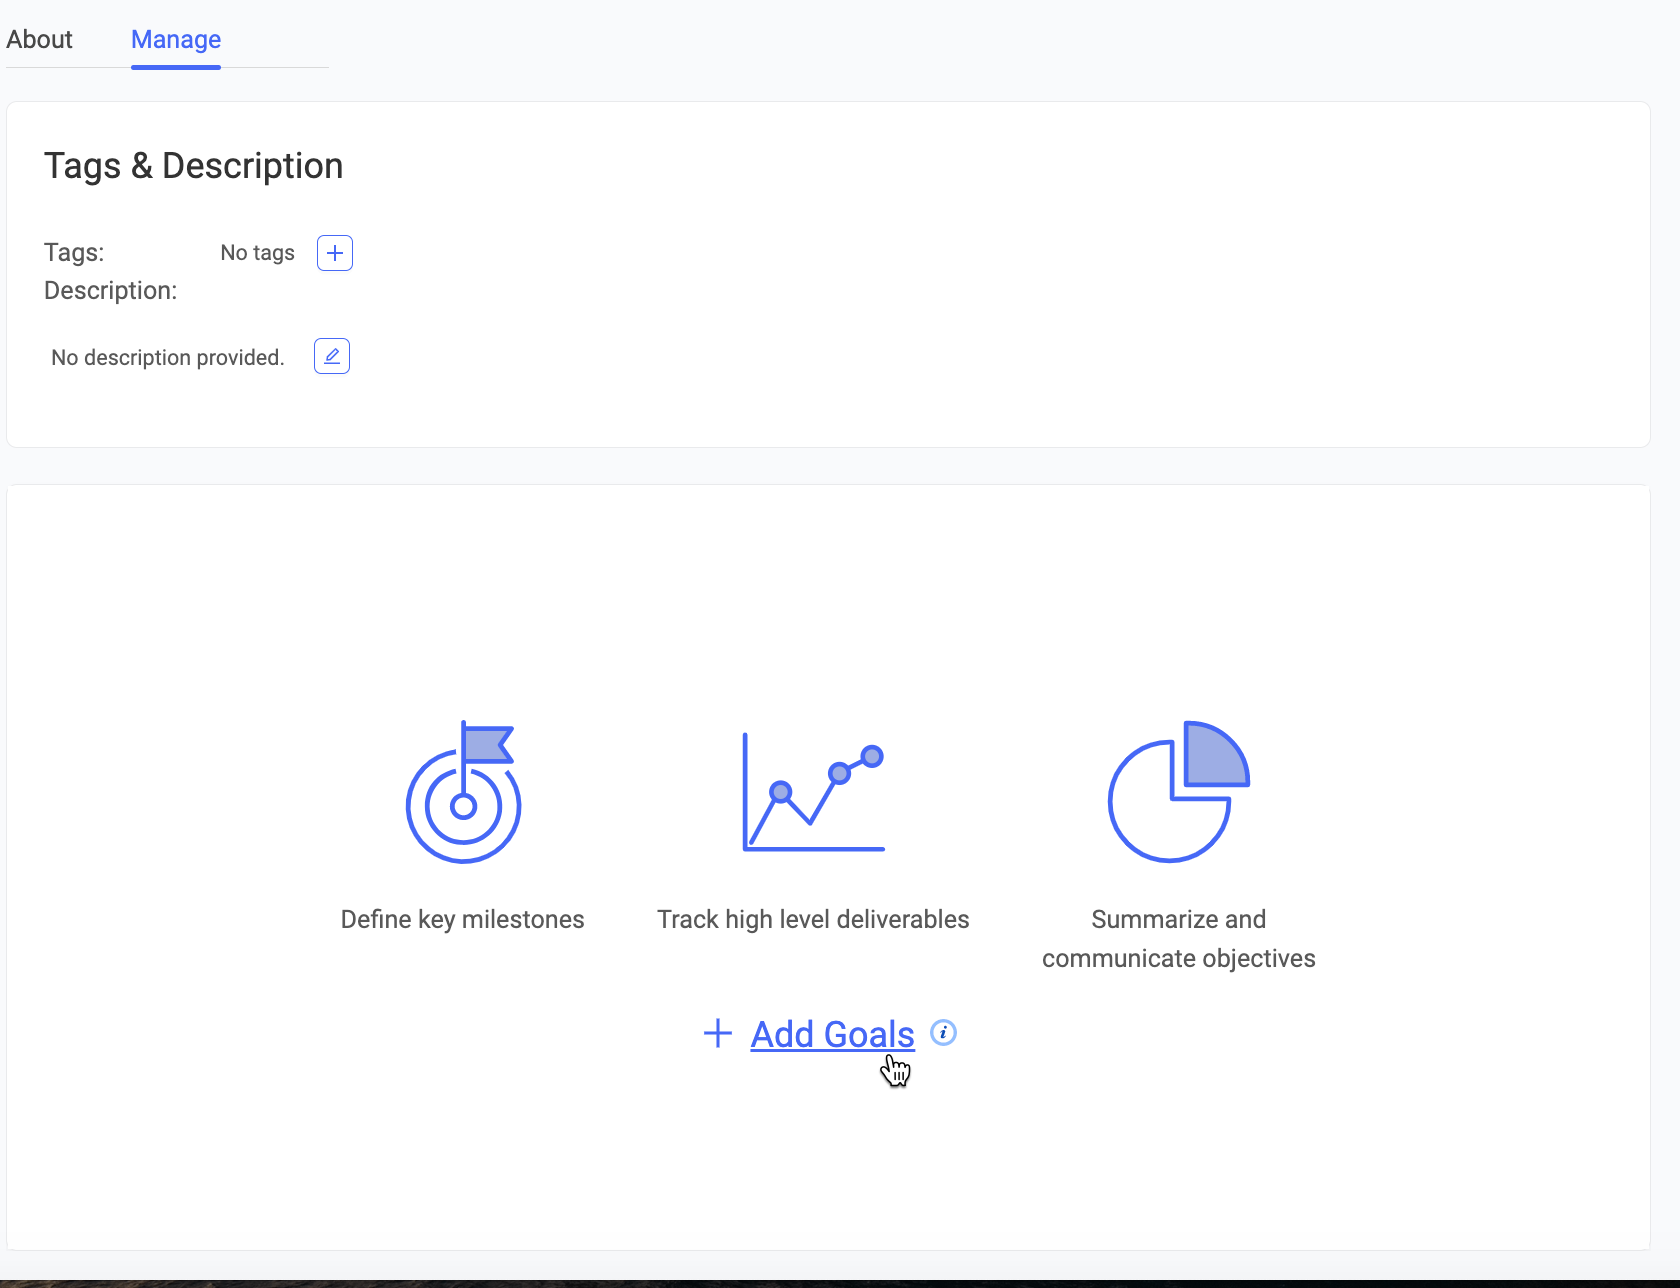 About Manage
Tags & Description
Tags: No tags
Description:
No description provided.
Define key milestones
Track high level deliverables
Summarize and
communicate objectives
Add Goals